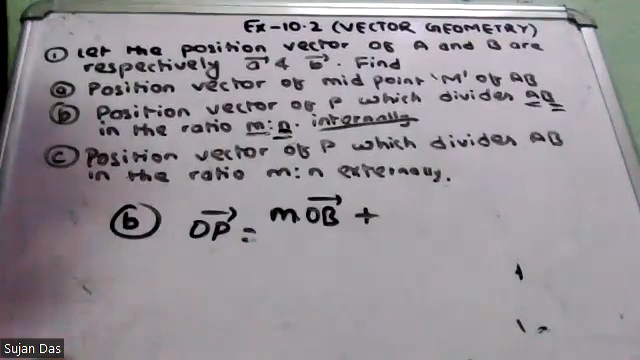 Ex-10.2 (VECTOR GEOMETRY)
① Let the position vector of A and B are
respectively a⃗ & b⃗. Find
ⓐ Position vector of mid point 'M' of AB
ⓑ Position vector of P which divides AB
in the ratio m:n. internally
ⓒ Position vector of P which divides AB
in the ratio m:n externally.
ⓑ OP⃗ = mOB⃗ +
Sujan Das